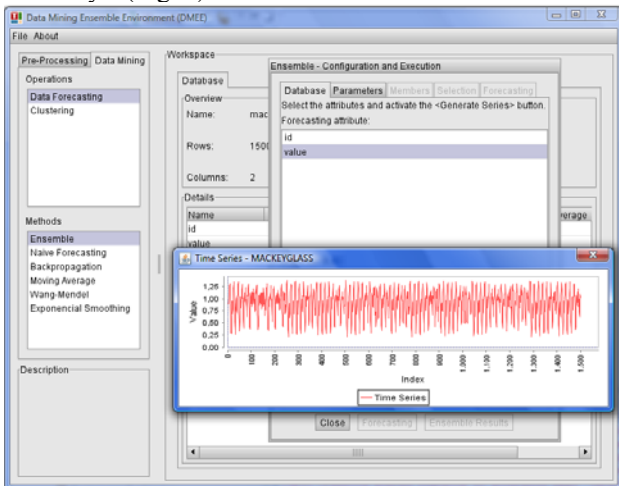 Data Mining Ensemble Environment (DMEE)
File About
Pre-Processing Data Mining
Operations
Data Forecasting
Clustering
Methods
Ensemble
Naive Forecasting
Backpropagation
Moving Average
Wang-Mendel
Exponencial Smoothing
Description
Workspace
Database
Overview
Name: mac
Rows: 1500
Columns: 2
Details
Name
id
value
verage
Ensemble - Configuration and Execution
Database Parameters Members Selection Forecasting
Select the attributes and activate the <Generate Series> button.
Forecasting attribute:
id
value
Time Series - MACKEYGLASS
Value
1,26
1,00
0,75
0,50
0,25
0,00
0 100 200 300 400 500 600 700 800 900 1.000 1.100 1.200 1.300 1.400 1.500
Index
Time Series
Close Forecasting Ensemble Results